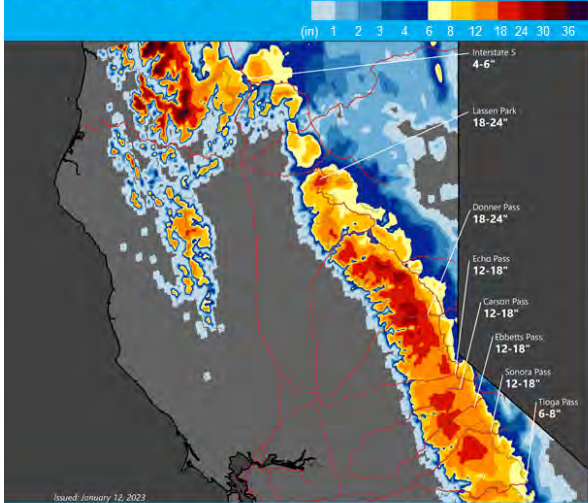 (in) 1 2 3 4 6 8 12 18 24 30 36
Interstate 5
4-6"
Lassen Park
18-24"
Donner Pass
18-24"
Echo Pass
12-18"
Carson Pass
12-18"
Ebbetts Pass
12-18"
Sonora Pass
12-18"
Tioga Pass
6-8"
Issued: January 12, 2023